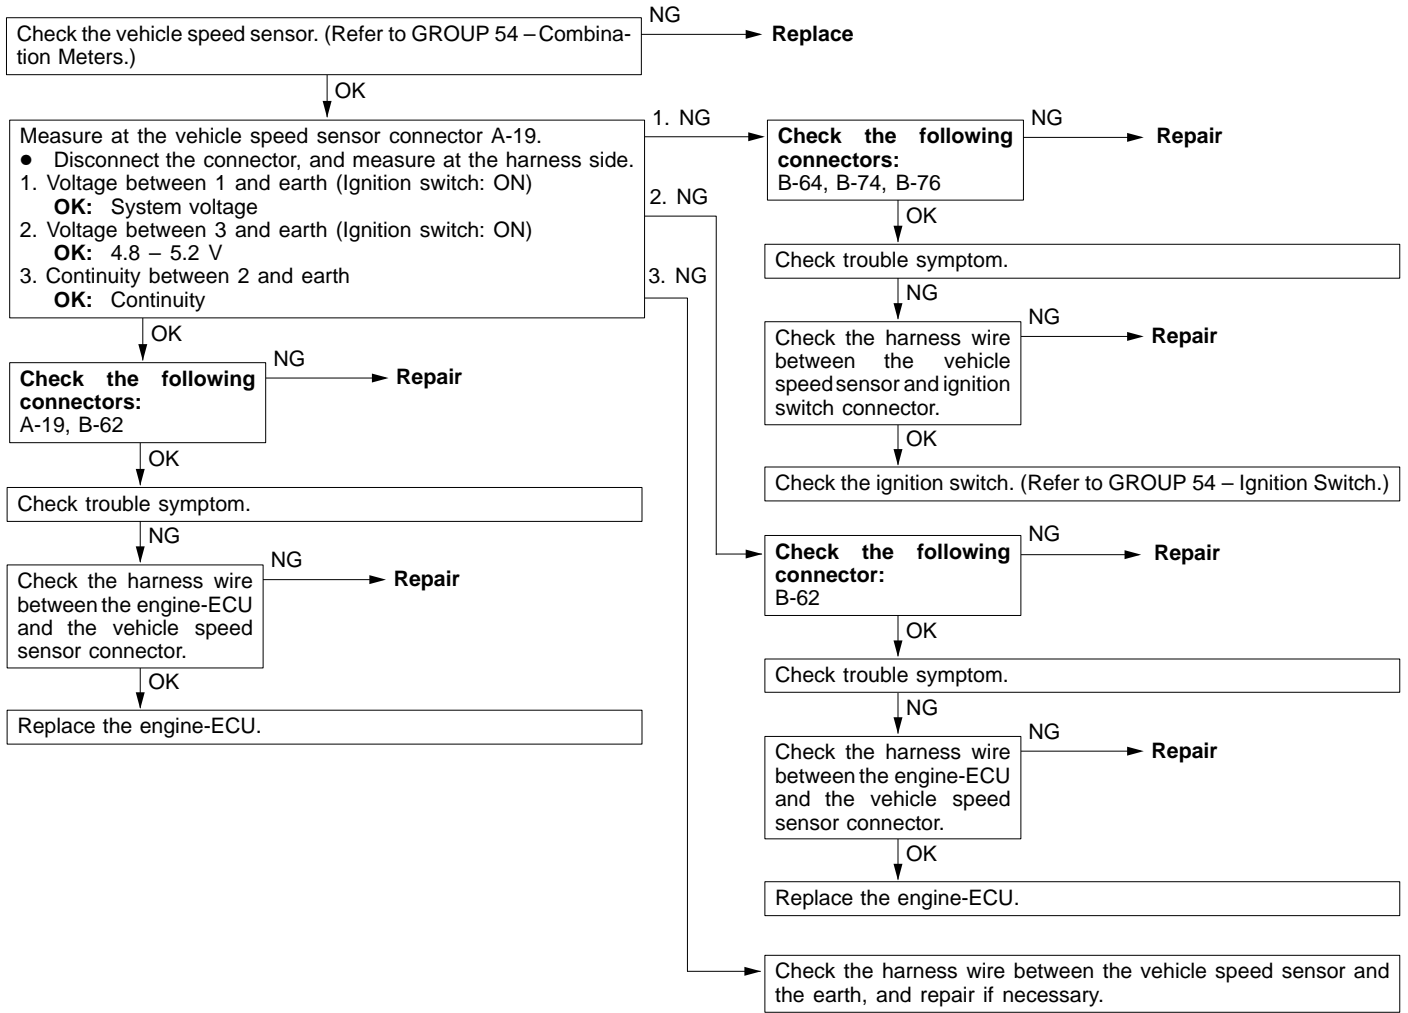 NG
Check the vehicle speed sensor. (Refer to GROUP 54 – Combina-
tion Meters.)
Replace
OK
Measure at the vehicle speed sensor connector A-19.
● Disconnect the connector, and measure at the harness side.
1. Voltage between 1 and earth (Ignition switch: ON)
OK: System voltage
2. Voltage between 3 and earth (Ignition switch: ON)
OK: 4.8 – 5.2 V
3. Continuity between 2 and earth
OK: Continuity
OK
Check the following
connectors:
A-19, B-62
NG
Repair
OK
Check trouble symptom.
NG
Check the harness wire
between the engine-ECU
and the vehicle speed
sensor connector.
NG
Repair
OK
Replace the engine-ECU.
1. NG
Check the following
connectors:
B-64, B-74, B-76
NG
Repair
OK
Check trouble symptom.
NG
Check the harness wire
between the vehicle
speed sensor and ignition
switch connector.
NG
Repair
OK
Check the ignition switch. (Refer to GROUP 54 – Ignition Switch.)
2. NG
Check the following
connector:
B-62
NG
Repair
OK
Check trouble symptom.
NG
Check the harness wire
between the engine-ECU
and the vehicle speed
sensor connector.
NG
Repair
OK
Replace the engine-ECU.
3. NG
Check the harness wire between the vehicle speed sensor and
the earth, and repair if necessary.